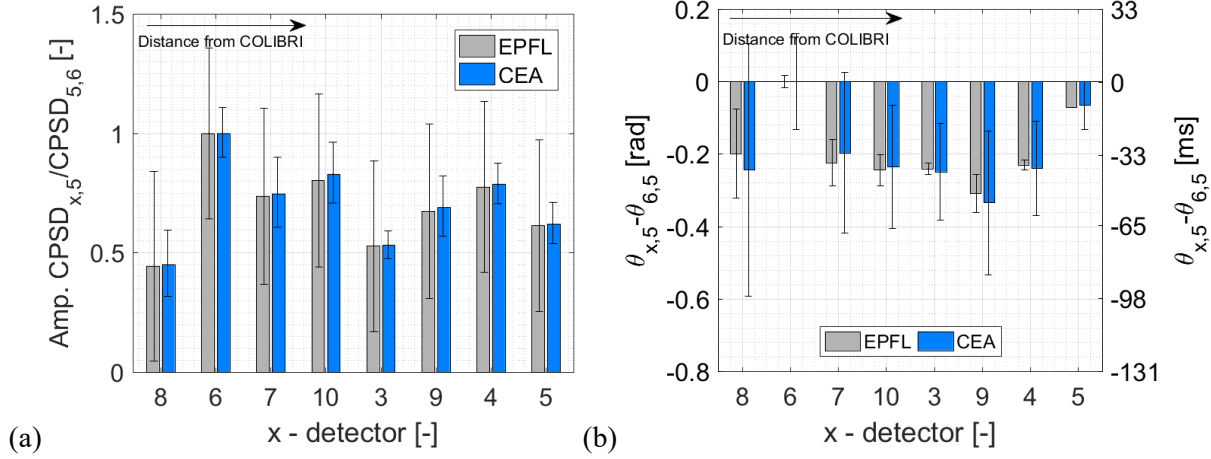 1.5
1
0.5
0
Amp. CPSD_{x,5}/CPSD_{5,6} [-]
Distance from COLIBRI
EPFL
CEA
8 6 7 10 3 9 4 5
x - detector [-]
(a)
0.2
0
-0.2
-0.4
-0.6
-0.8
θ_{x,5}-θ_{6,5} [rad]
Distance from COLIBRI
EPFL CEA
33
0
-33
-65
-98
-131
θ_{x,5}-θ_{6,5} [ms]
8 6 7 10 3 9 4 5
x - detector [-]
(b)